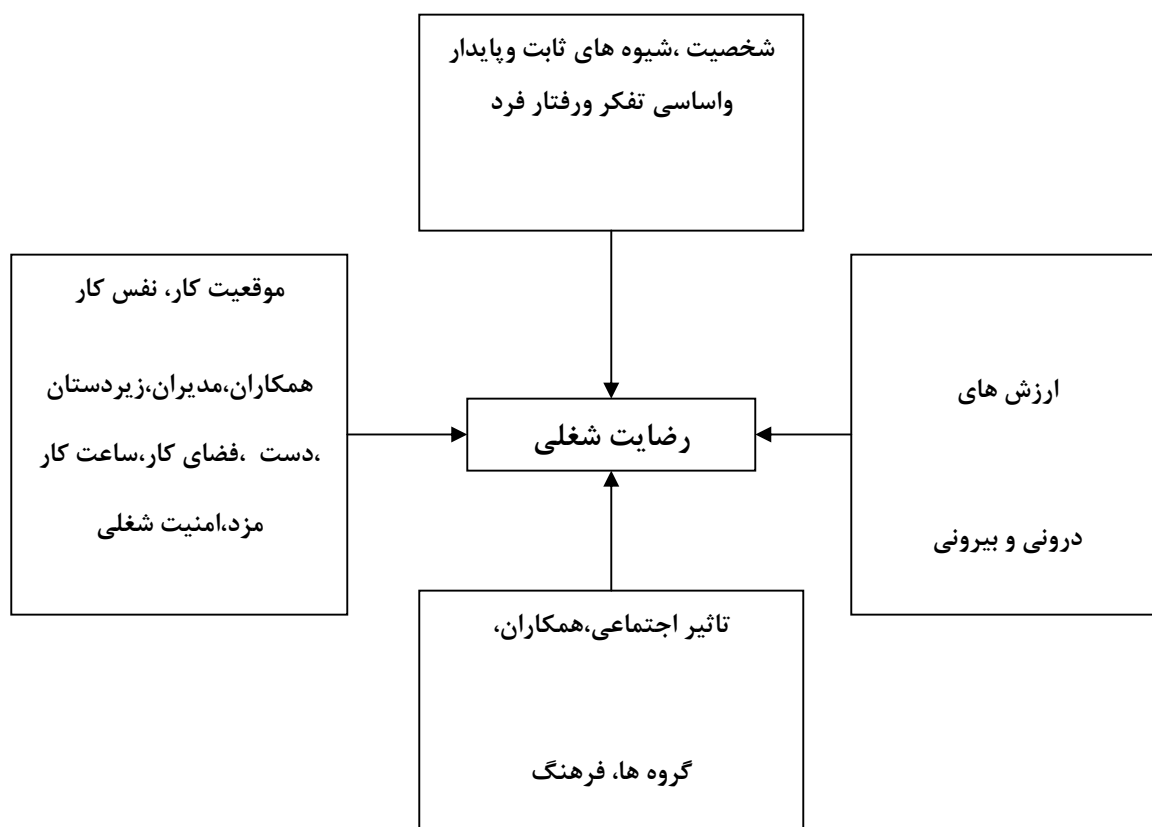 شخصیت ،شیوه های ثابت وپایدار
واساسی تفکر ورفتار فرد
موقعیت کار، نفس کار
همکاران،مدیران،زیردستان
،دست ،فضای کار،ساعت کار
مزد،امنیت شغلی
رضایت شغلی
ارزش های
درونی و بیرونی
تاثیر اجتماعی،همکاران،
گروه ها، فرهنگ